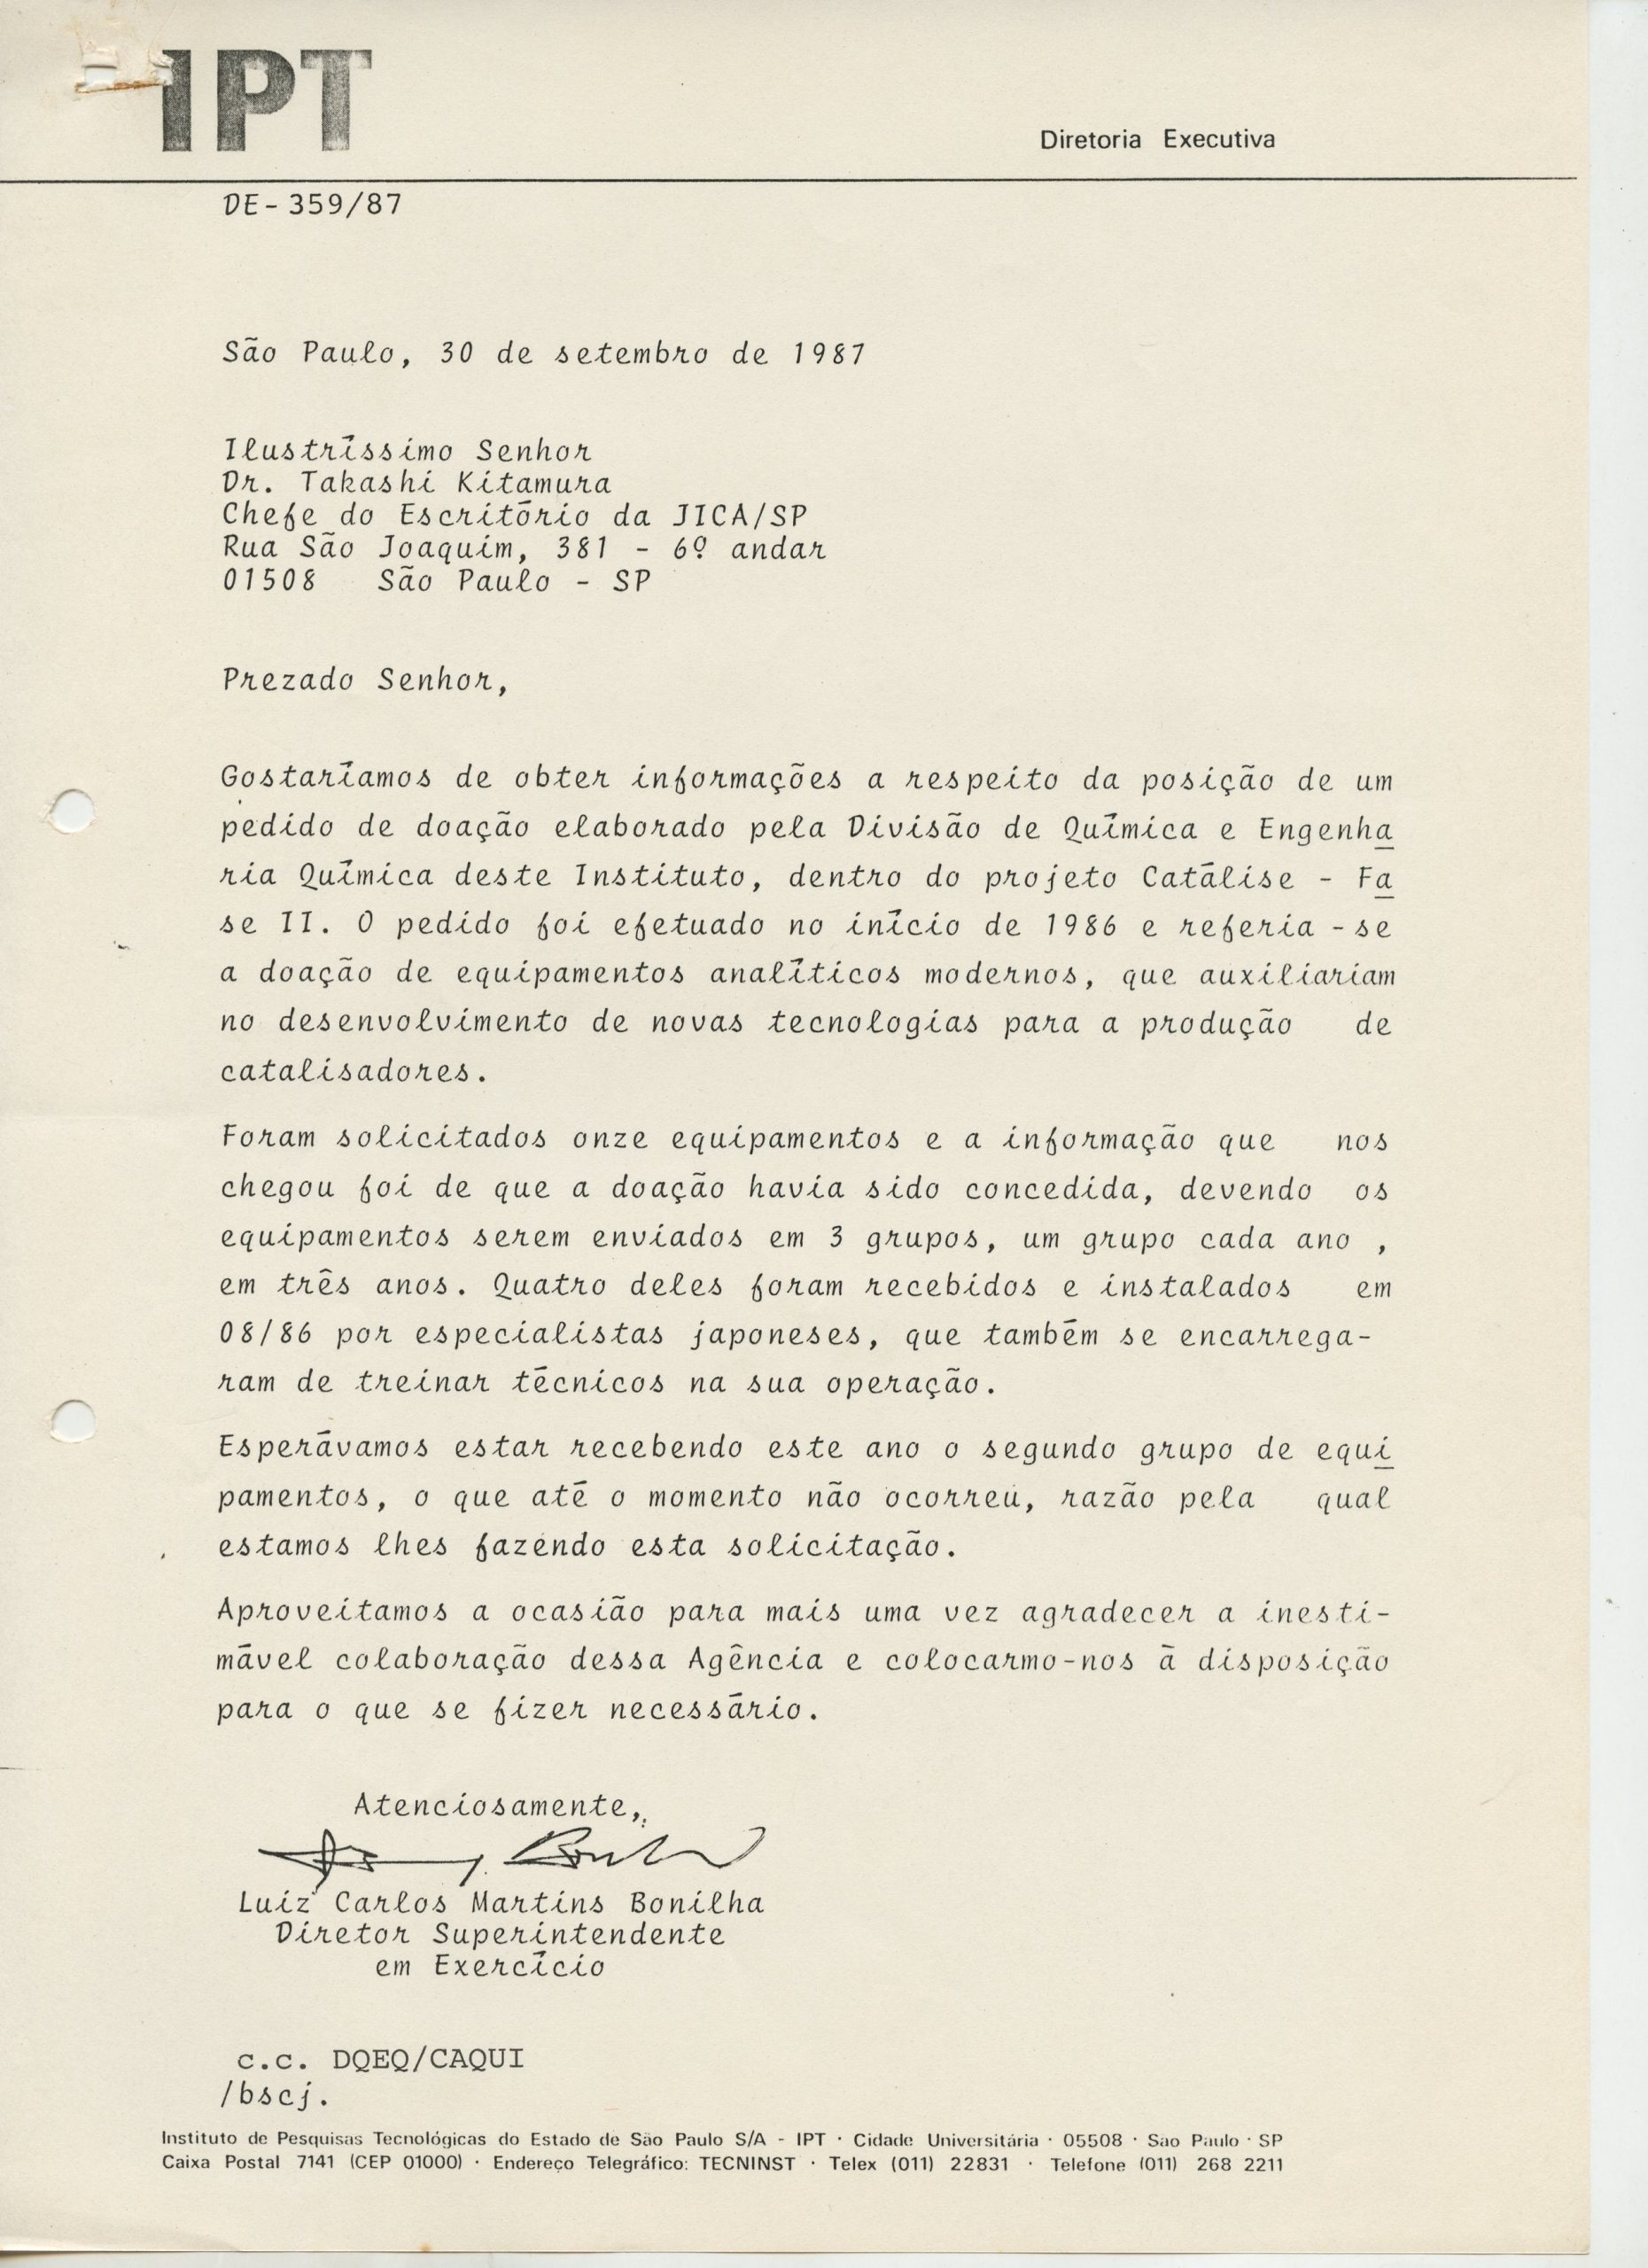 IPT
Diretoria Executiva
DE-359/87
São Paulo, 30 de setembro de 1987
Ilustríssimo Senhor
Dr. Takashi Kitamura
Chefe do Escritório da JICA/SP
Rua São Joaquim, 381 - 6º andar
01508 São Paulo - SP
Prezado Senhor,
Gostaríamos de obter informações a respeito da posição de um
pedido de doação elaborado pela Divisão de Química e Engenha
ria Química deste Instituto, dentro do projeto Catálise - Fa
se II. O pedido foi efetuado no início de 1986 e referia -se
a doação de equipamentos analíticos modernos, que auxiliariam
no desenvolvimento de novas tecnologias para a produção de
catalisadores.
Foram solicitados onze equipamentos e a informação que nos
chegou foi de que a doação havia sido concedida, devendo os
equipamentos serem enviados em 3 grupos, um grupo cada ano ,
em três anos. Quatro deles foram recebidos e instalados em
08/86 por especialistas japoneses, que também se encarrega-
ram de treinar técnicos na sua operação.
Esperávamos estar recebendo este ano o segundo grupo de equi
pamentos, o que até o momento não ocorreu, razão pela qual
estamos lhes fazendo esta solicitação.
Aproveitamos a ocasião para mais uma vez agradecer a inesti-
mável colaboração dessa Agência e colocarmo-nos à disposição
para o que se fizer necessário.
Atenciosamente,
Luiz Carlos Martins Bonilha
Diretor Superintendente
em Exercício
c.c. DQEQ/CAQUI
/bscj.
Instituto de Pesquisas Tecnológicas do Estado de São Paulo S/A - IPT · Cidade Universitária · 05508 · São Paulo · SP
Caixa Postal 7141 (CEP 01000) · Endereço Telegráfico: TECNINST · Telex (011) 22831 · Telefone (011) 268 2211